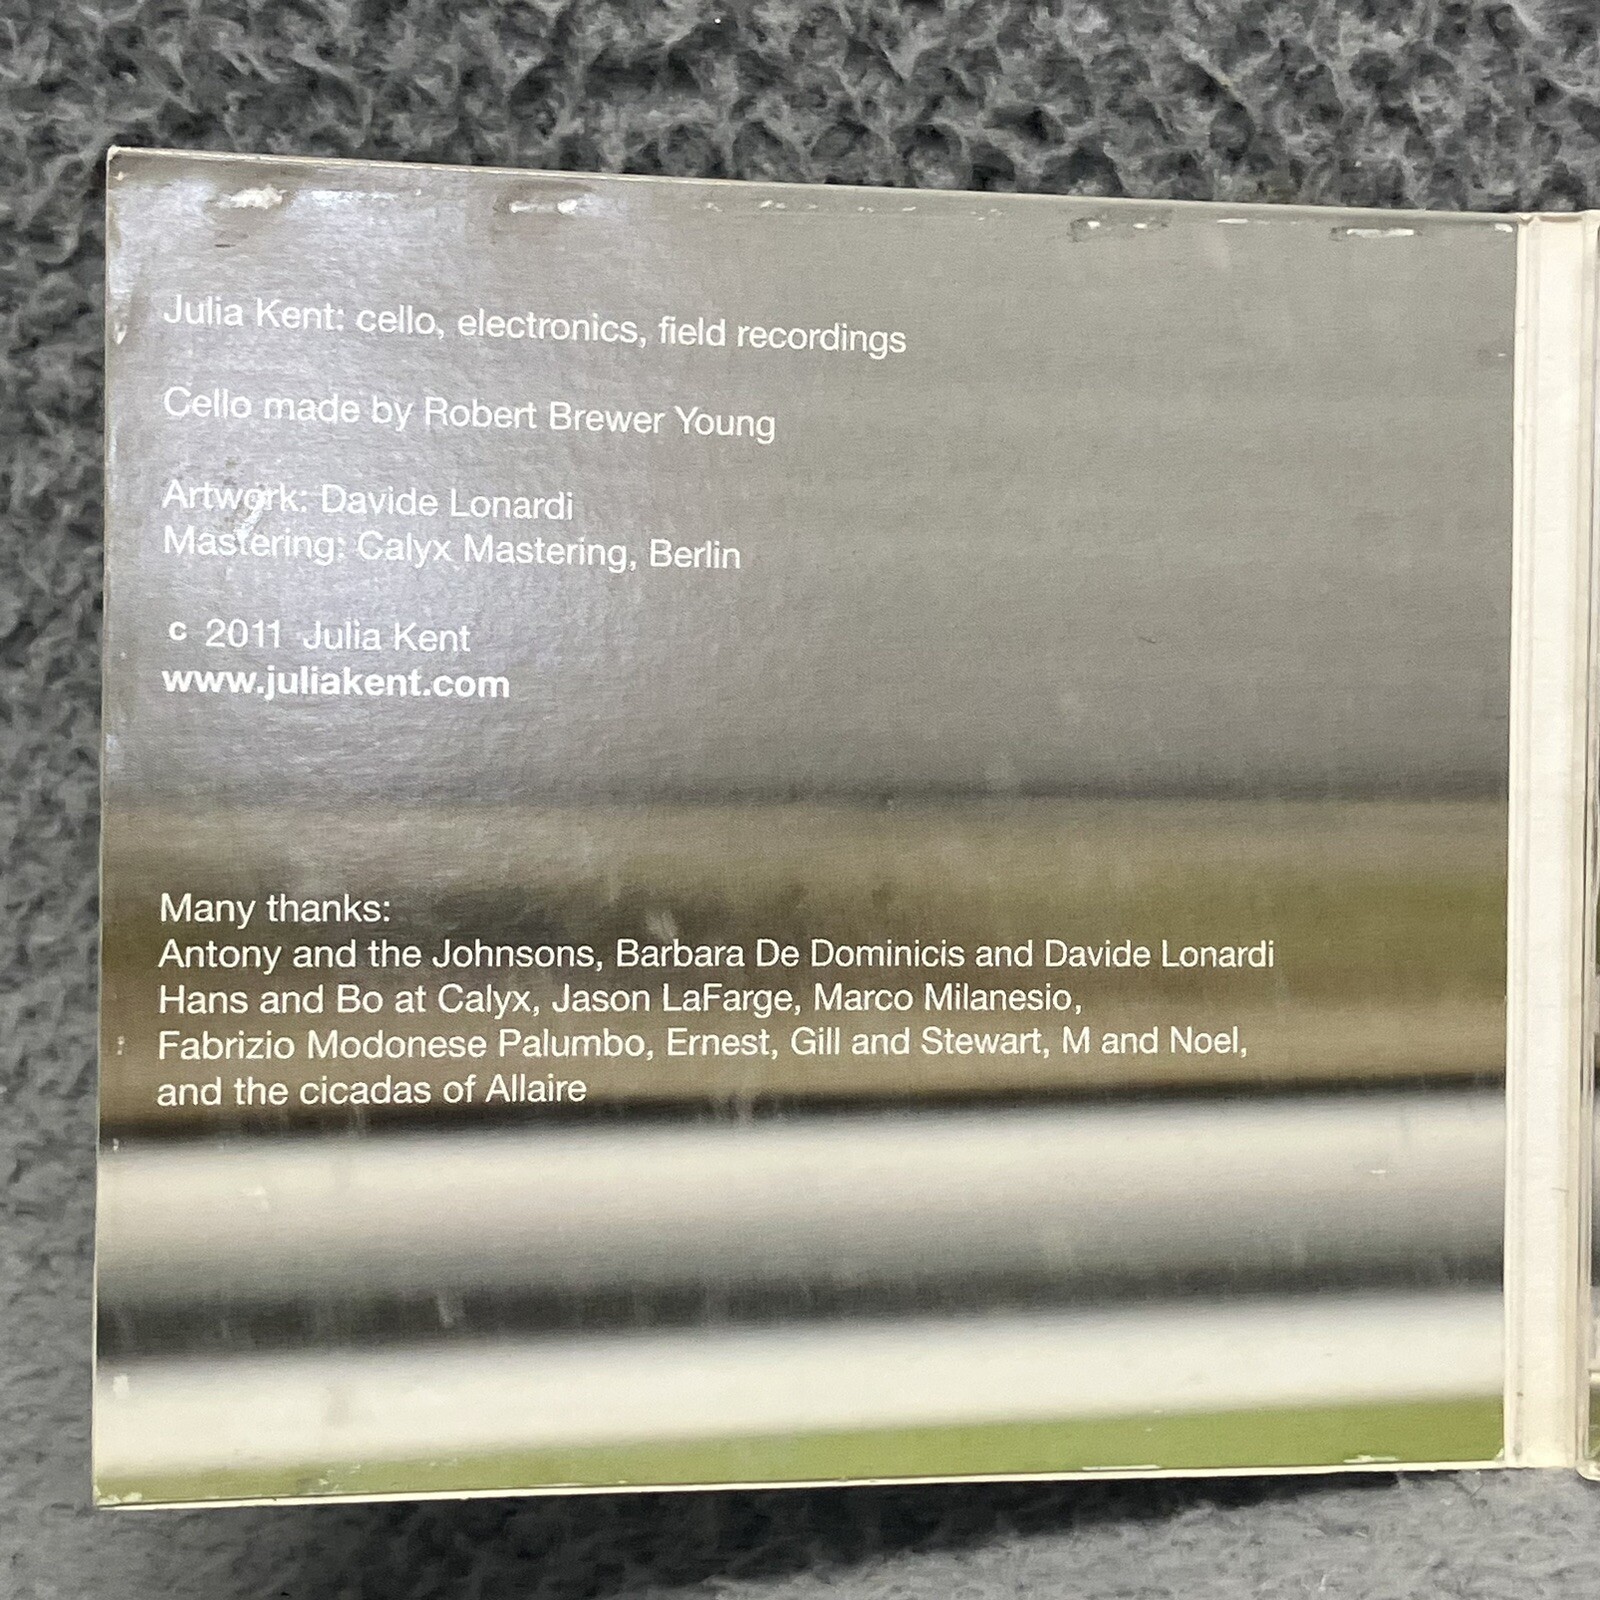 Julia Kent: cello, electronics, field recordings
Cello made by Robert Brewer Young
Artwork: Davide Lonardi
Mastering: Calyx Mastering, Berlin
c 2011 Julia Kent
www.juliakent.com
Many thanks:
Antony and the Johnsons, Barbara De Dominicis and Davide Lonardi
Hans and Bo at Calyx, Jason LaFarge, Marco Milanesio,
Fabrizio Modonese Palumbo, Ernest, Gill and Stewart, M and Noel,
and the cicadas of Allaire